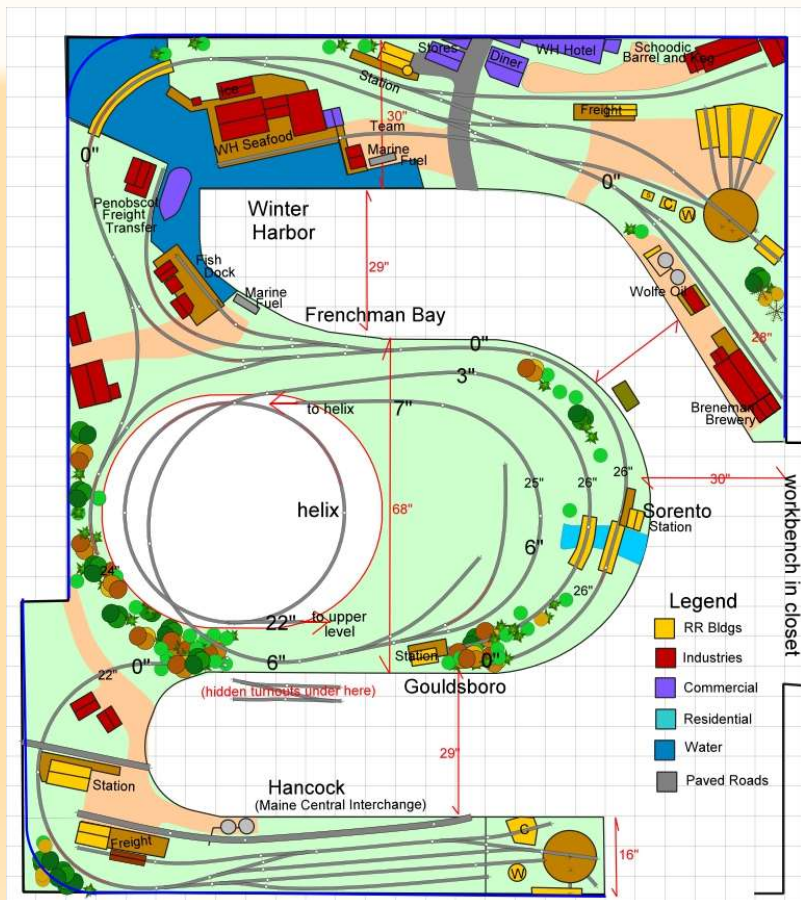 Stores
WH Hotel
Schoodic
Barrel and Keg
Diner
Station
Ice
30"
Freight
Team
WH Seafood
Marine
Fuel
0"
0"
Penobscot
Freight
Transfer
C
W
Winter
Harbor
29"
Fish
Dock
Marine
Fuel
Wolfe Oil
Frenchman Bay
28"
0"
3"
to helix
7"
Breneman
Brewery
25"
26"
26"
30"
helix
68"
Sorento
Station
6"
workbench in closet
24"
26"
22"
to upper
level
Legend
RR Bldgs
Industries
Commercial
Residential
Water
Paved Roads
22"
0"
6"
Station
0"
(hidden turnouts under here)
Gouldsboro
29"
Station
Hancock
(Maine Central Interchange)
Freight
C
16"
W